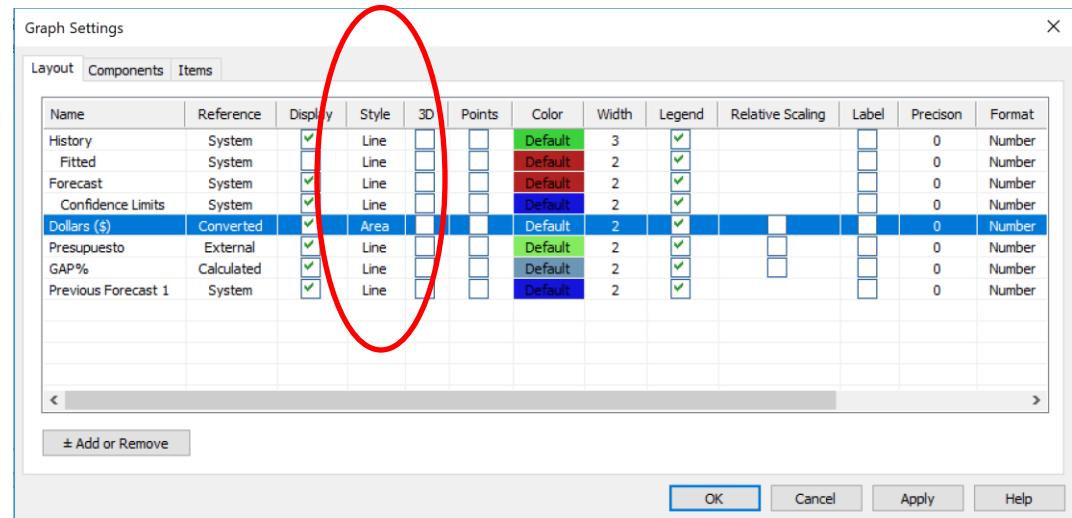 Graph Settings
Layout Components Items
Name Reference Display Style 3D Points Color Width Legend Relative Scaling Label Precison Format
History System Line Default 3 0 Number
Fitted System Line Default 2 0 Number
Forecast System Line Default 2 0 Number
Confidence Limits System Line Default 2 0 Number
Dollars ($) Converted Area Default 2 0 Number
Presupuesto External Line Default 2 0 Number
GAP% Calculated Line Default 2 0 Number
Previous Forecast 1 System Line Default 2 0 Number
± Add or Remove
OK Cancel Apply Help